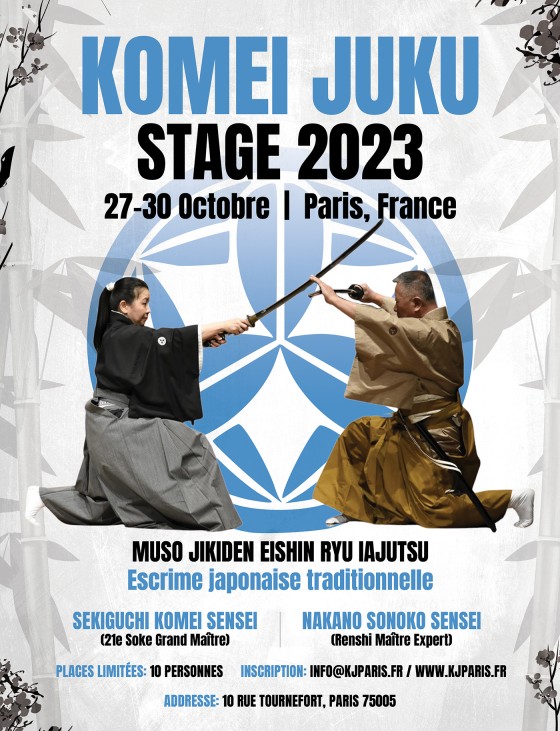 KOMEI JUKU
STAGE 2023
27-30 Octobre | Paris, France
MUSO JIKIDEN EISHIN RYU IAJUTSU
Escrime japonaise traditionnelle
SEKIGUCHI KOMEI SENSEI
(21e Soke Grand Maître)
NAKANO SONOKO SENSEI
(Renshi Maître Expert)
PLACES LIMITÉES: 10 PERSONNES INSCRIPTION: INFO@KJPARIS.FR / WWW.KJPARIS.FR
ADDRESSE: 10 RUE TOURNEFORT, PARIS 75005